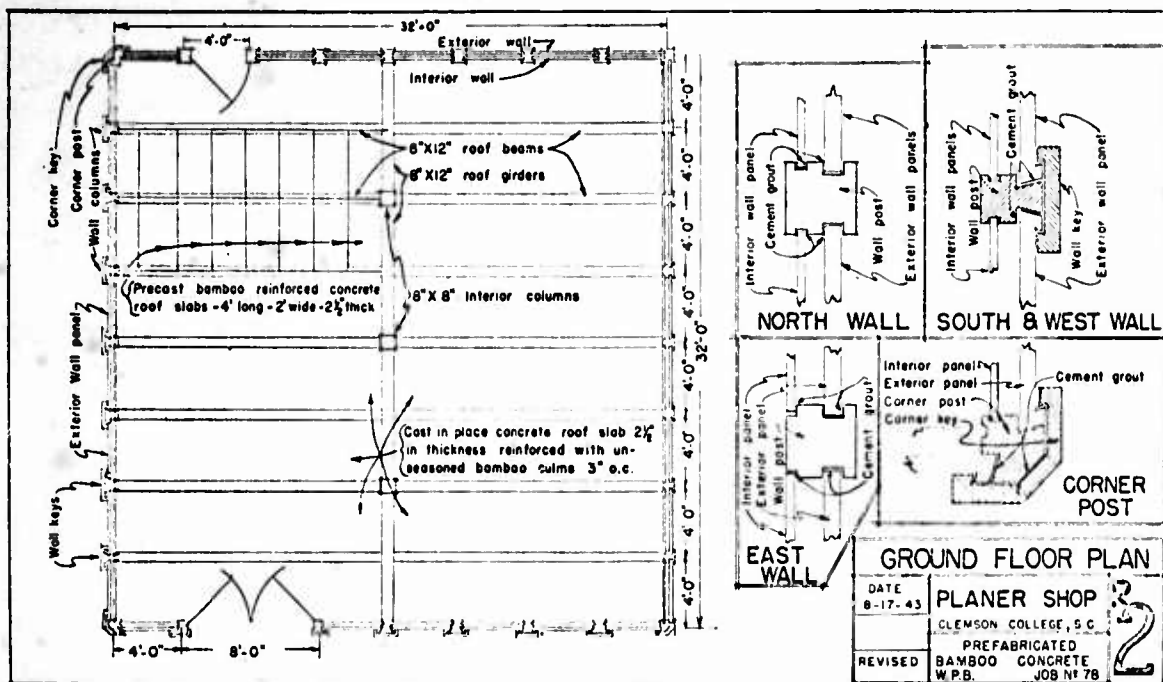 32'-0"
4'-0"
Exterior wall
Interior wall
Corner key
Corner post
Wall columns
8"X12" roof beams
8"X12" roof girders
Precast bamboo reinforced concrete
roof slabs - 4' long - 2' wide - 2½" thick
8"X 8" Interior columns
Exterior Wall panel
Wall keys
Cast in place concrete roof slab 2½"
in thickness reinforced with un-
seasoned bamboo culms 3" o.c.
4'-0"
4'-0"
4'-0"
4'-0"
32'-0"
4'-0"
4'-0"
4'-0"
4'-0"
4'-0"
8'-0"
Interior wall panel
Cement grout
Wall post
Exterior wall panels
NORTH WALL
Interior wall panels
Wall post
Cement grout
Wall key
Exterior wall panel
SOUTH & WEST WALL
Interior panel
Exterior panel
Wall post
Cement grout
EAST
WALL
Interior panel
Exterior panel
Corner post
Corner key
Cement grout
CORNER
POST
GROUND FLOOR PLAN
DATE
8-17-43
PLANER SHOP
CLEMSON COLLEGE, S.C.
REVISED
PREFABRICATED
BAMBOO CONCRETE
W.P.B. JOB Nº 78
2